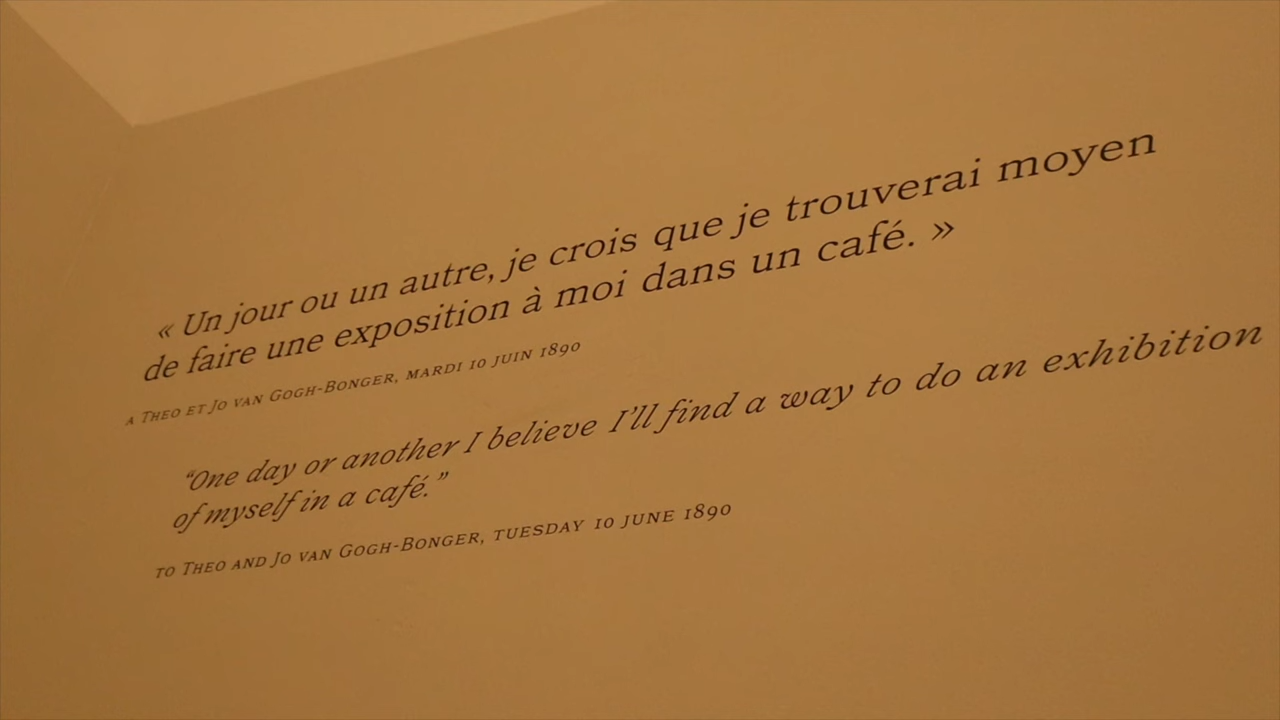 « Un jour ou un autre, je crois que je trouverai moyen
de faire une exposition à moi dans un café. »
A THEO ET JO VAN GOGH-BONGER, MARDI 10 JUIN 1890
“One day or another I believe I’ll find a way to do an exhibition
of myself in a café.”
TO THEO AND JO VAN GOGH-BONGER, TUESDAY 10 JUNE 1890